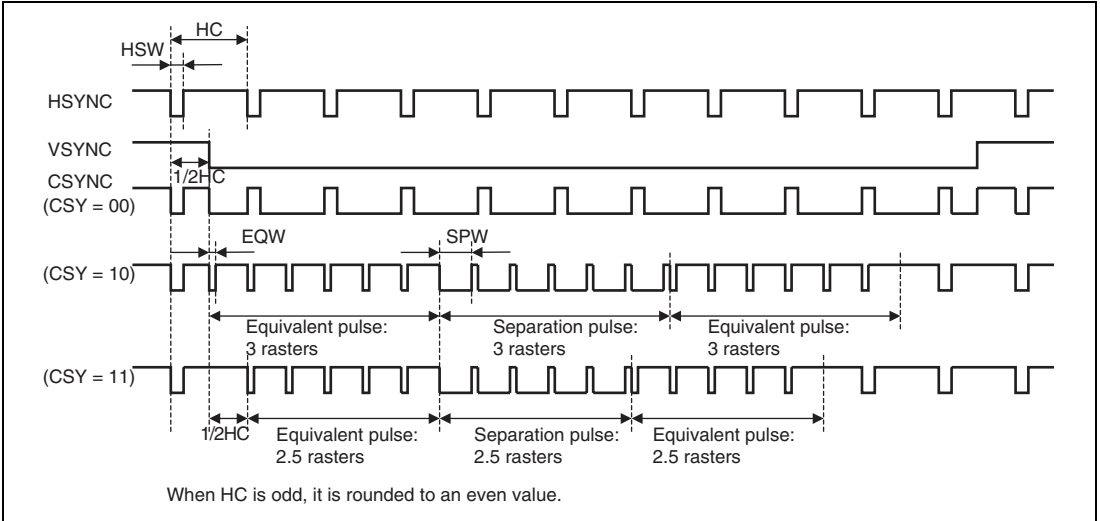 HC
HSW
HSYNC
VSYNC
1/2HC
CSYNC
(CSY = 00)
EQW
SPW
(CSY = 10)
Equivalent pulse:
3 rasters
Separation pulse:
3 rasters
Equivalent pulse:
3 rasters
(CSY = 11)
1/2HC
Equivalent pulse:
2.5 rasters
Separation pulse:
2.5 rasters
Equivalent pulse:
2.5 rasters
When HC is odd, it is rounded to an even value.